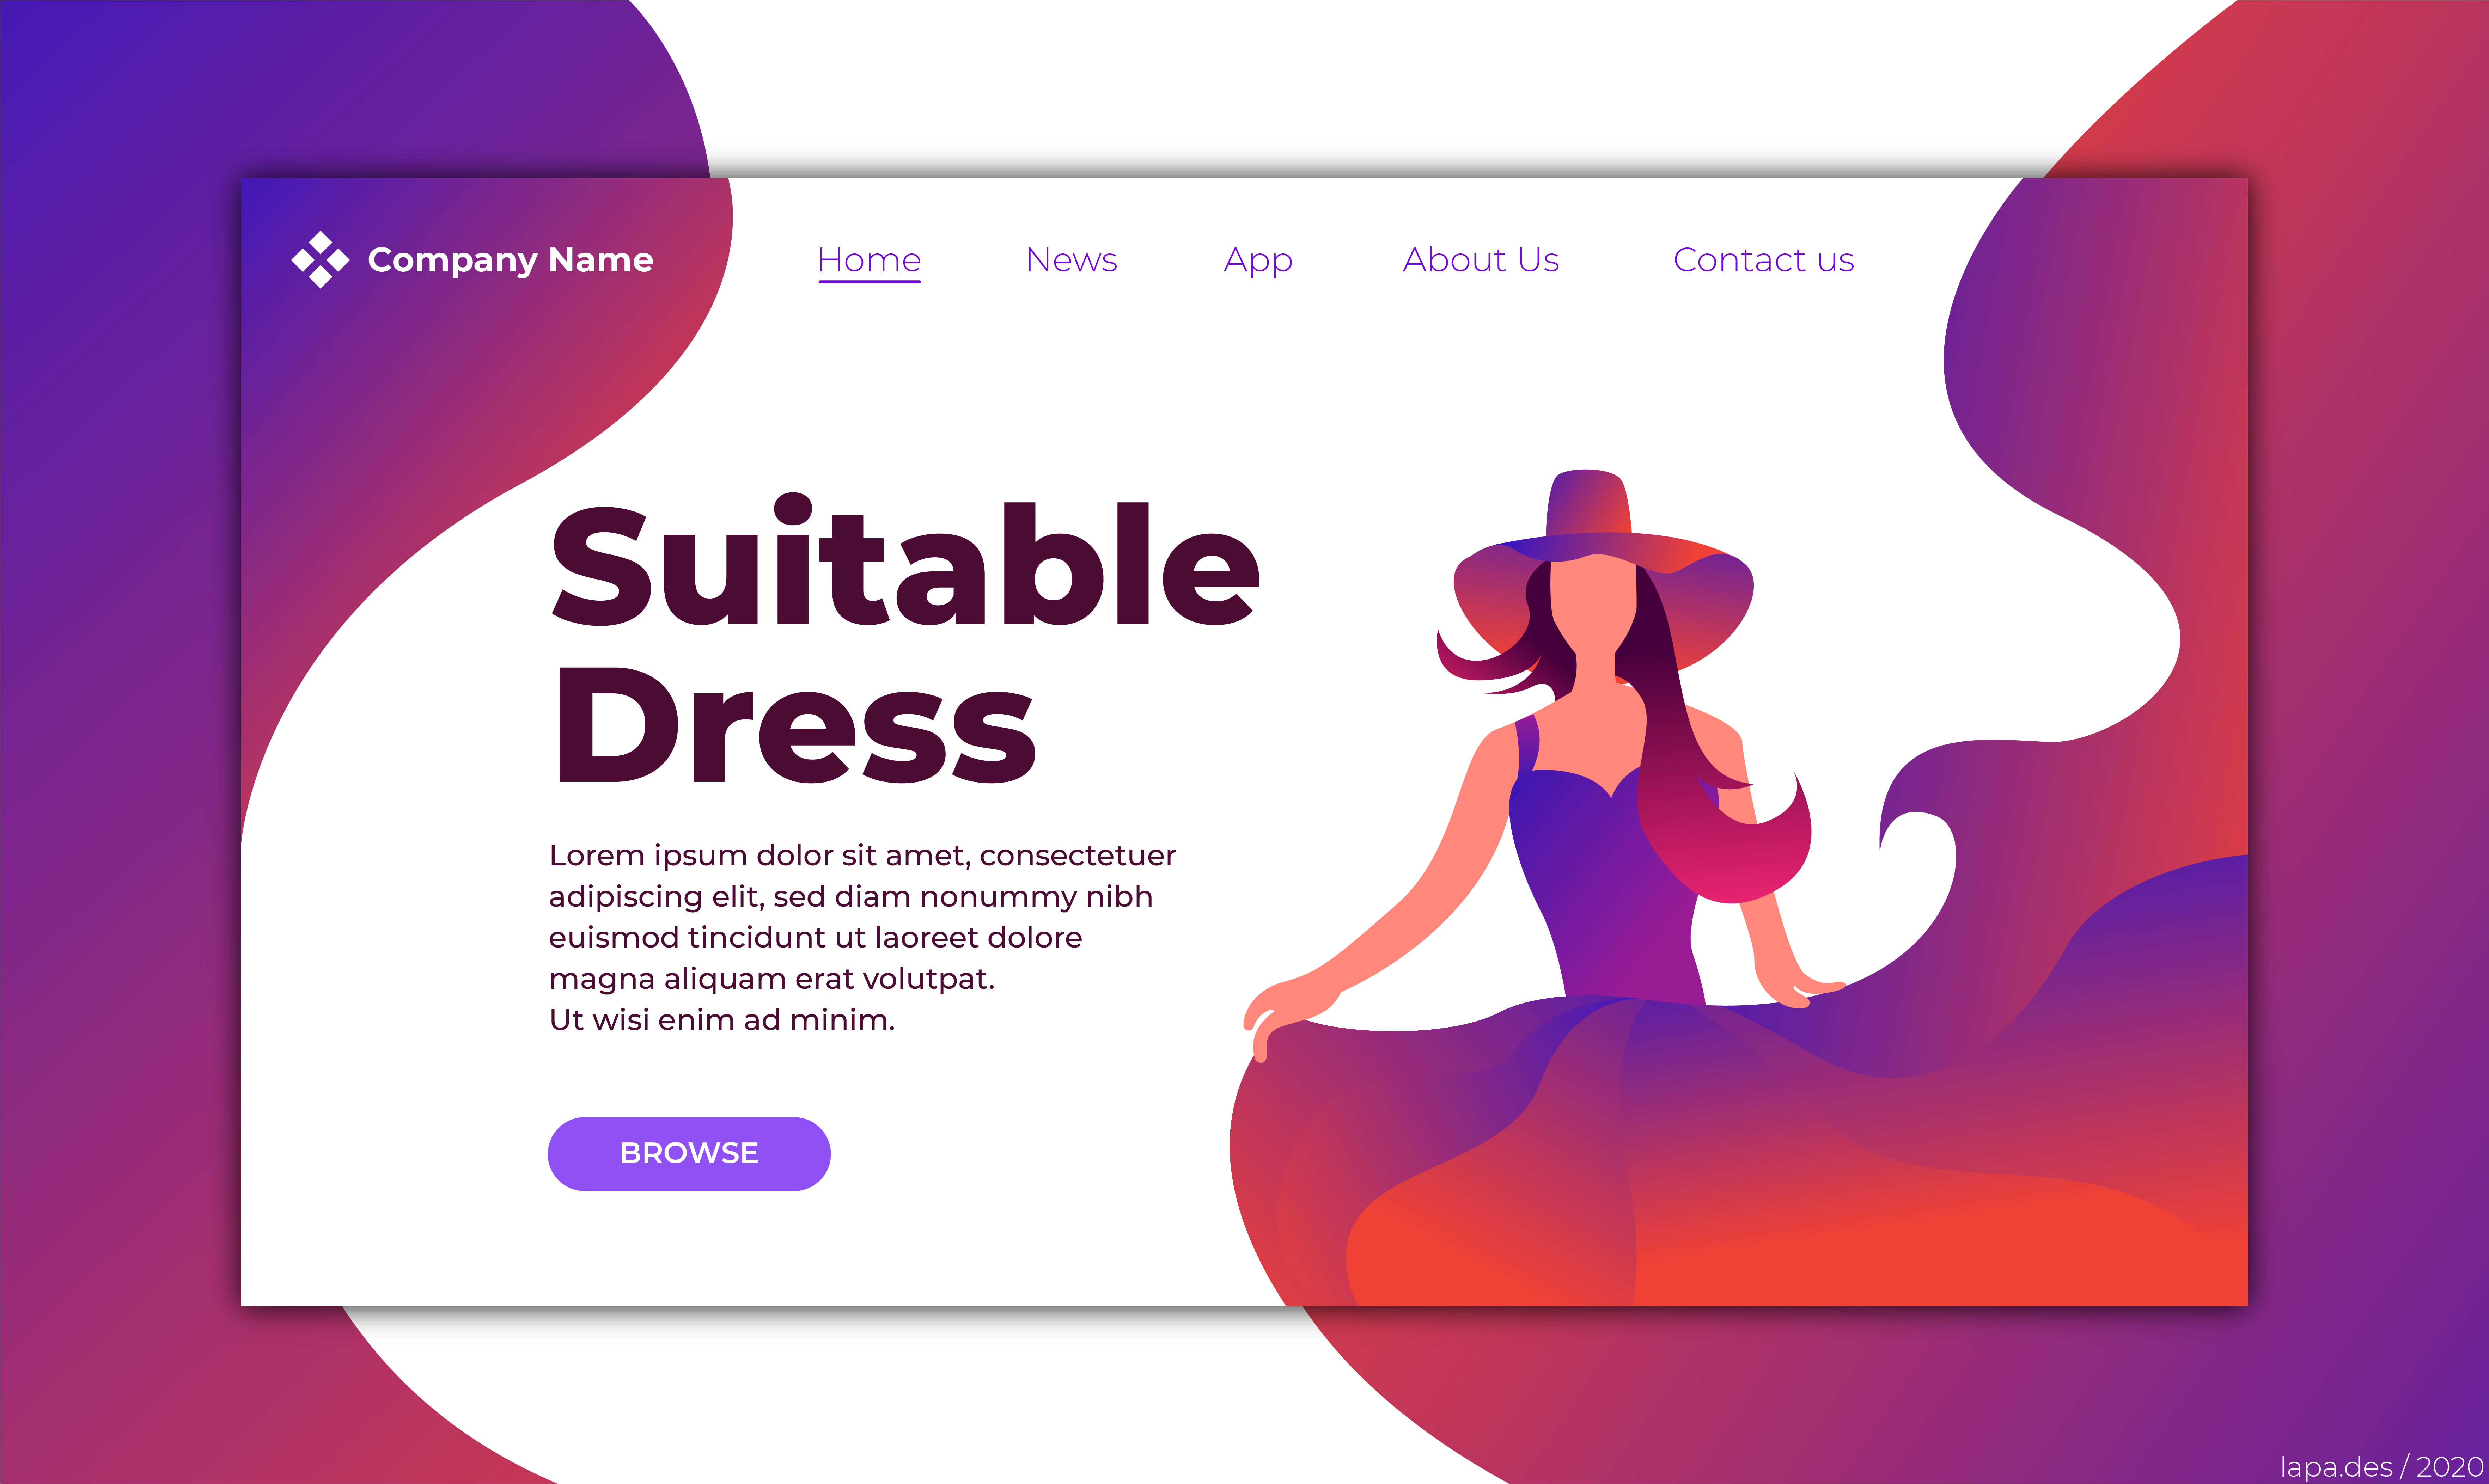 Company Name
Home News App About Us Contact us
Suitable
Dress
Lorem ipsum dolor sit amet, consectetuer
adipiscing elit, sed diam nonummy nibh
euismod tincidunt ut laoreet dolore
magna aliquam erat volutpat.
Ut wisi enim ad minim.
BROWSE
lapa.des / 2020